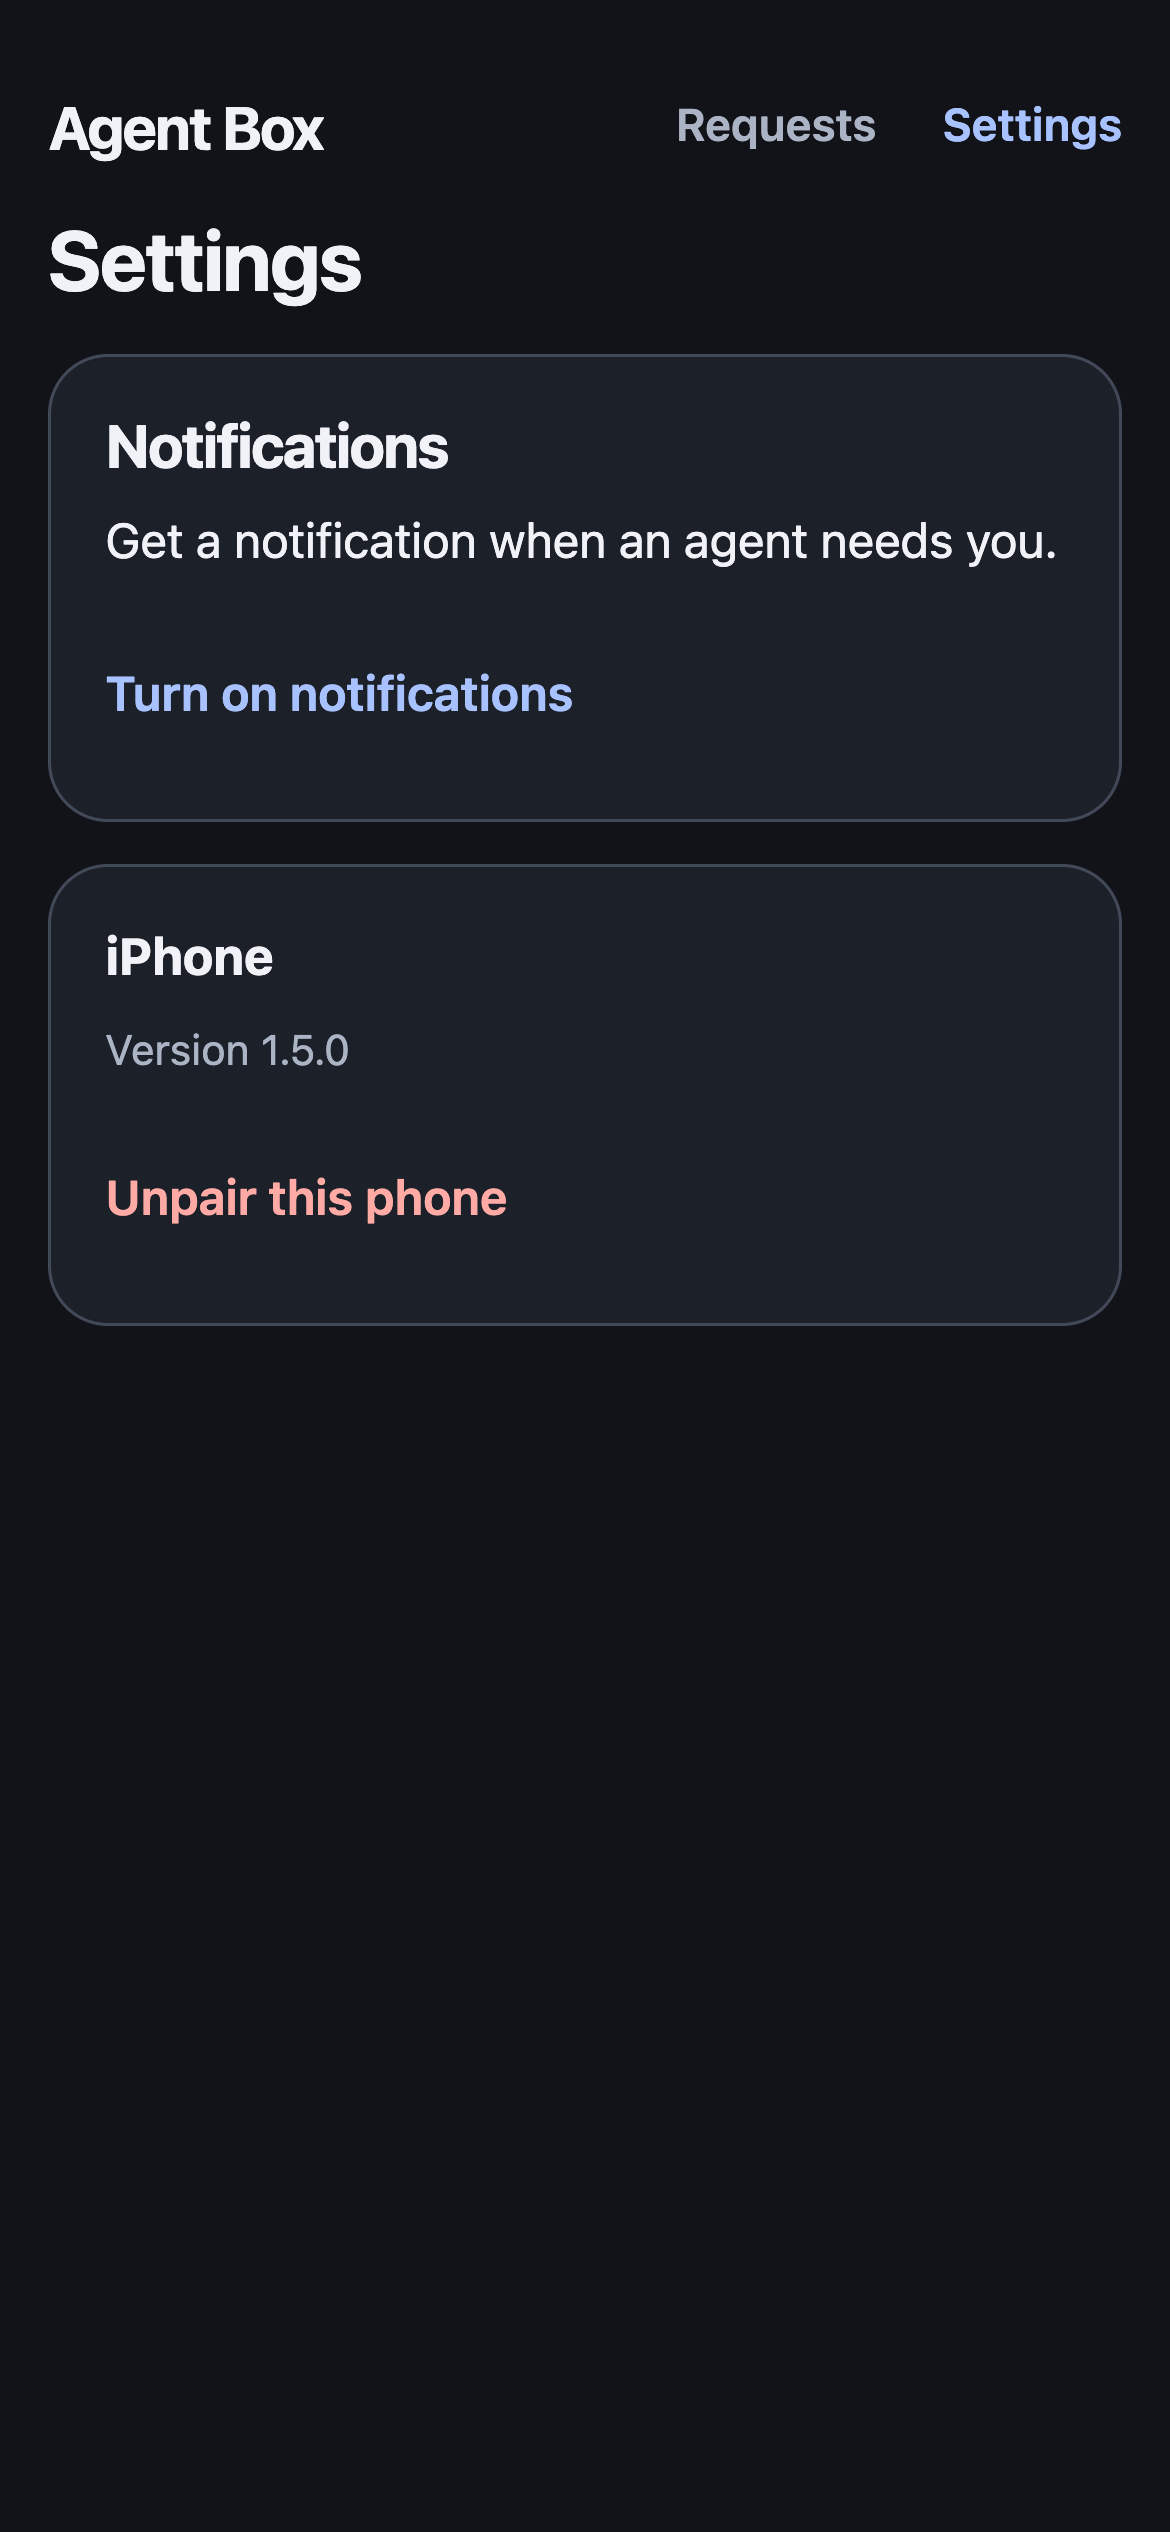 Agent Box
Requests
Settings
Settings
Notifications
Get a notification when an agent needs you.
Turn on notifications
iPhone
Version 1.5.0
Unpair this phone